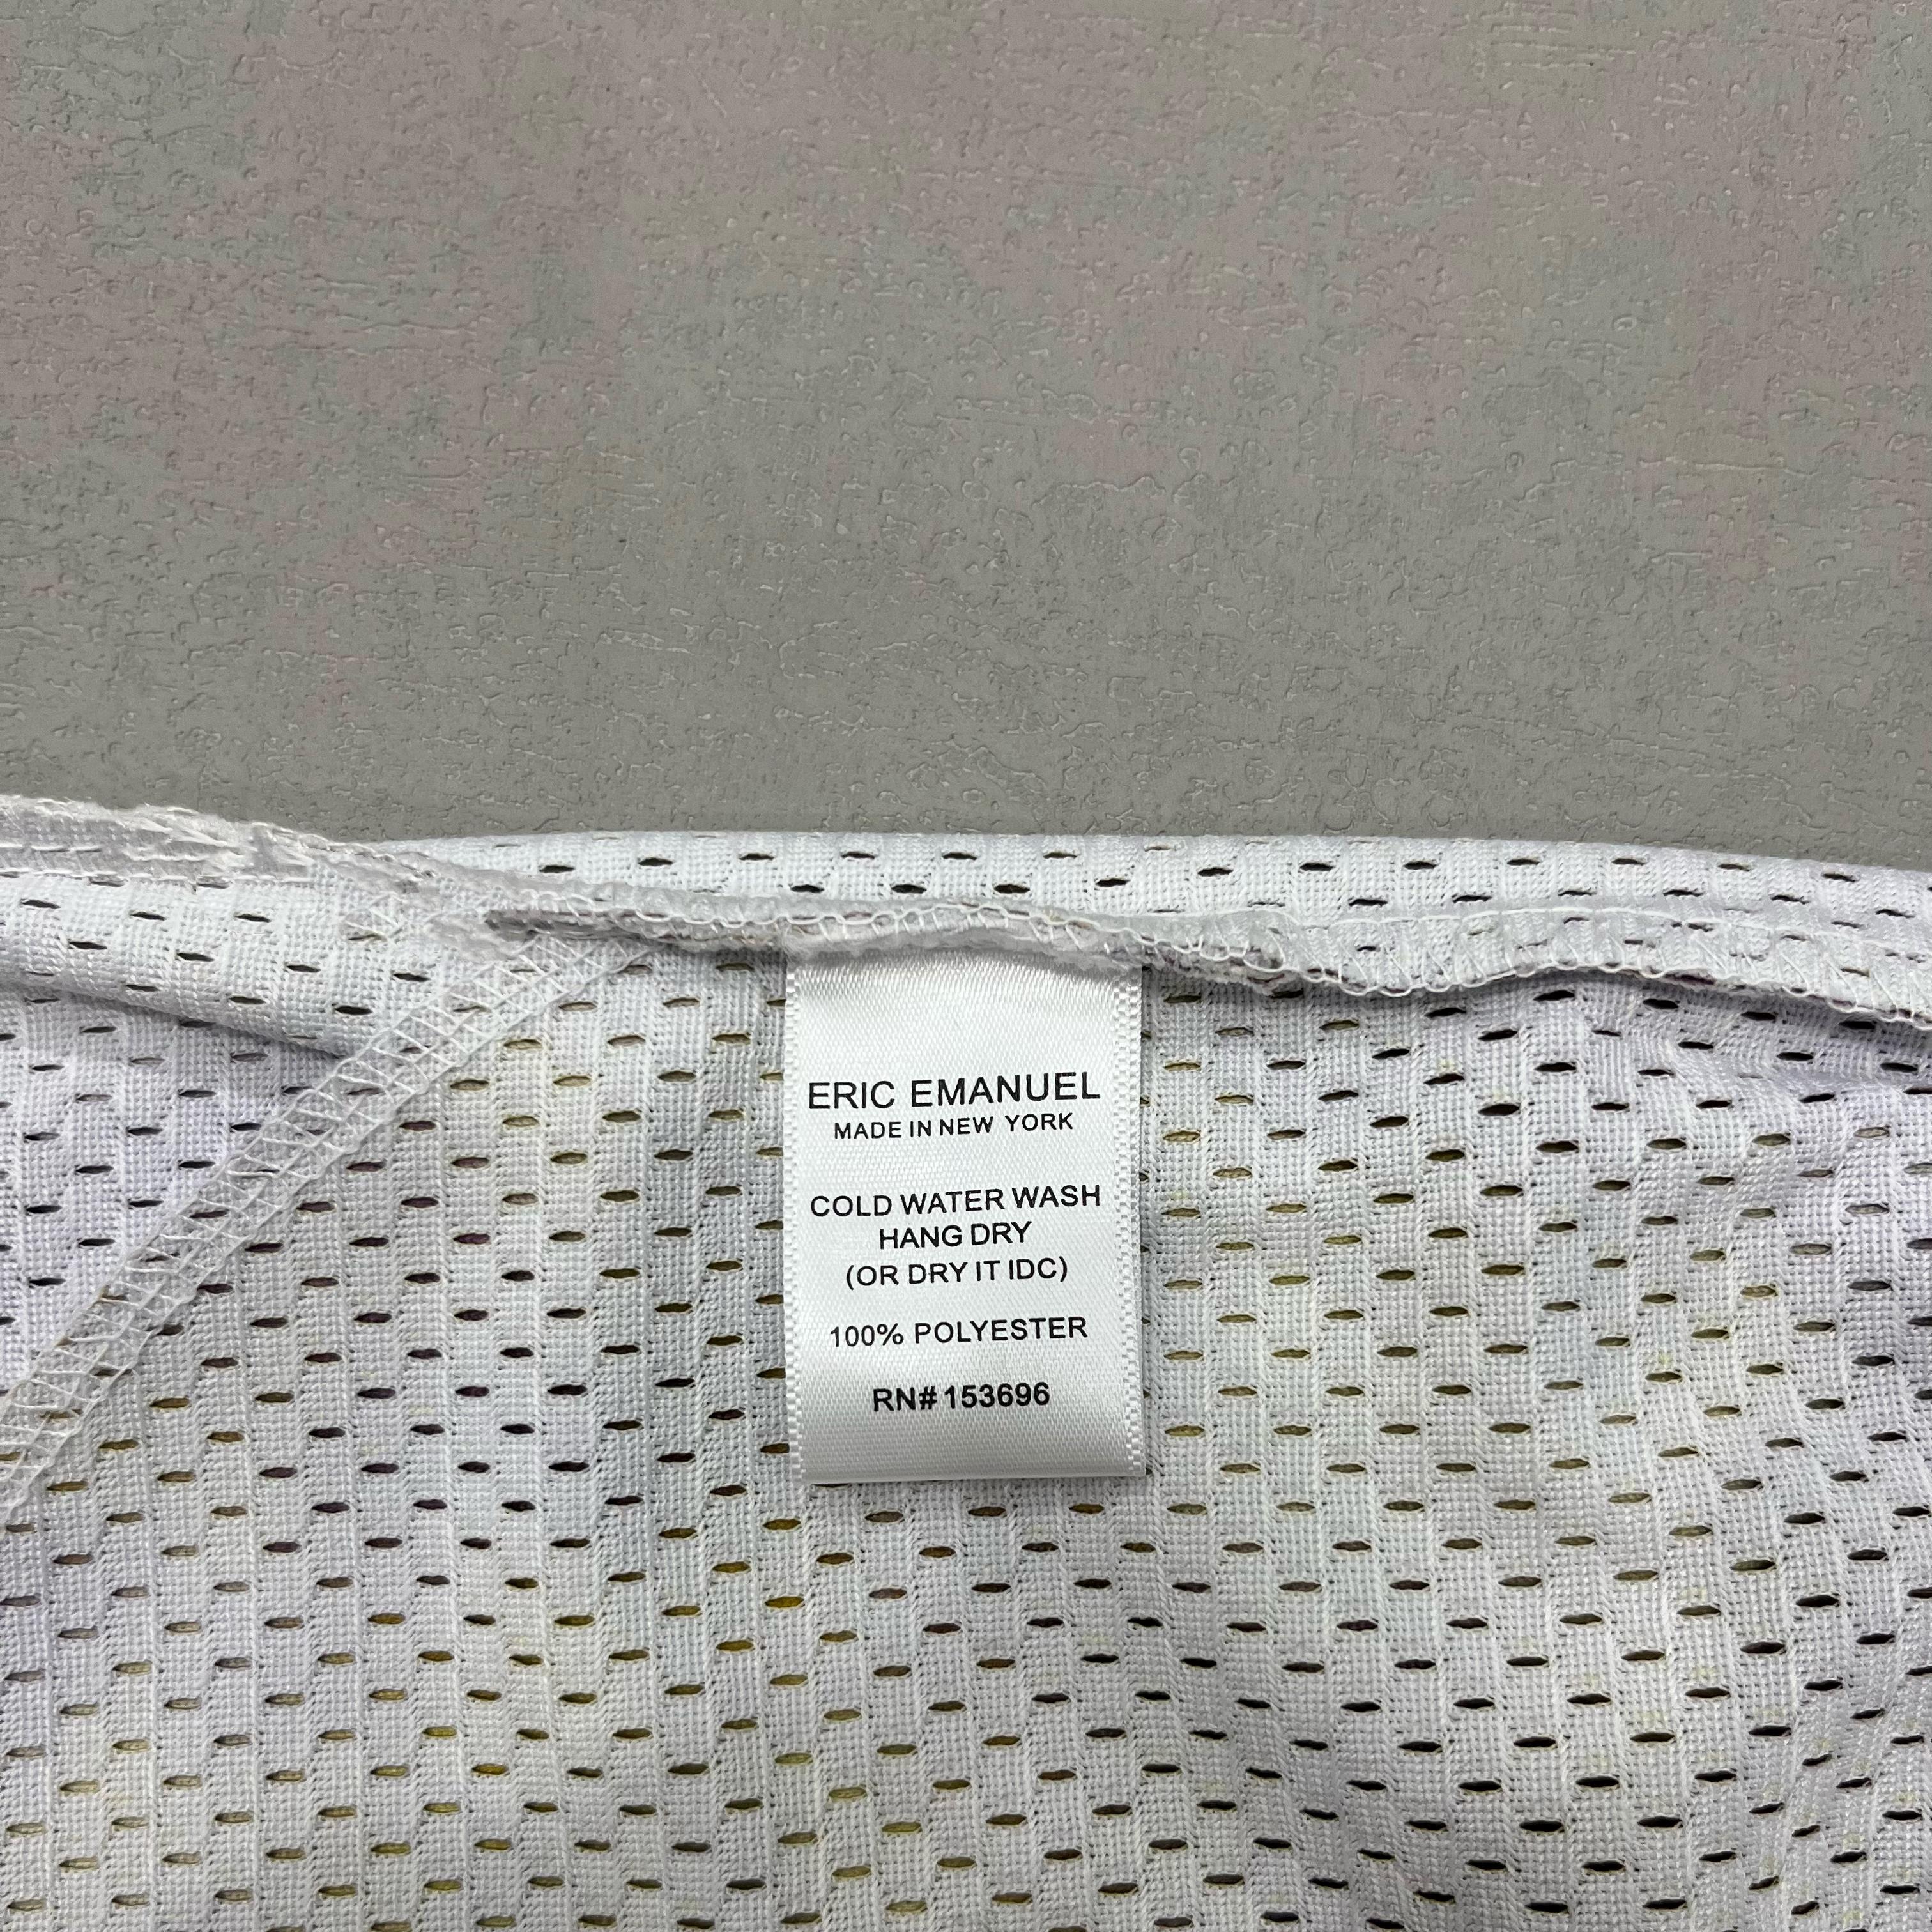 ERIC EMANUEL
MADE IN NEW YORK
COLD WATER WASH
HANG DRY
(OR DRY IT IDC)
100% POLYESTER
RN# 153696